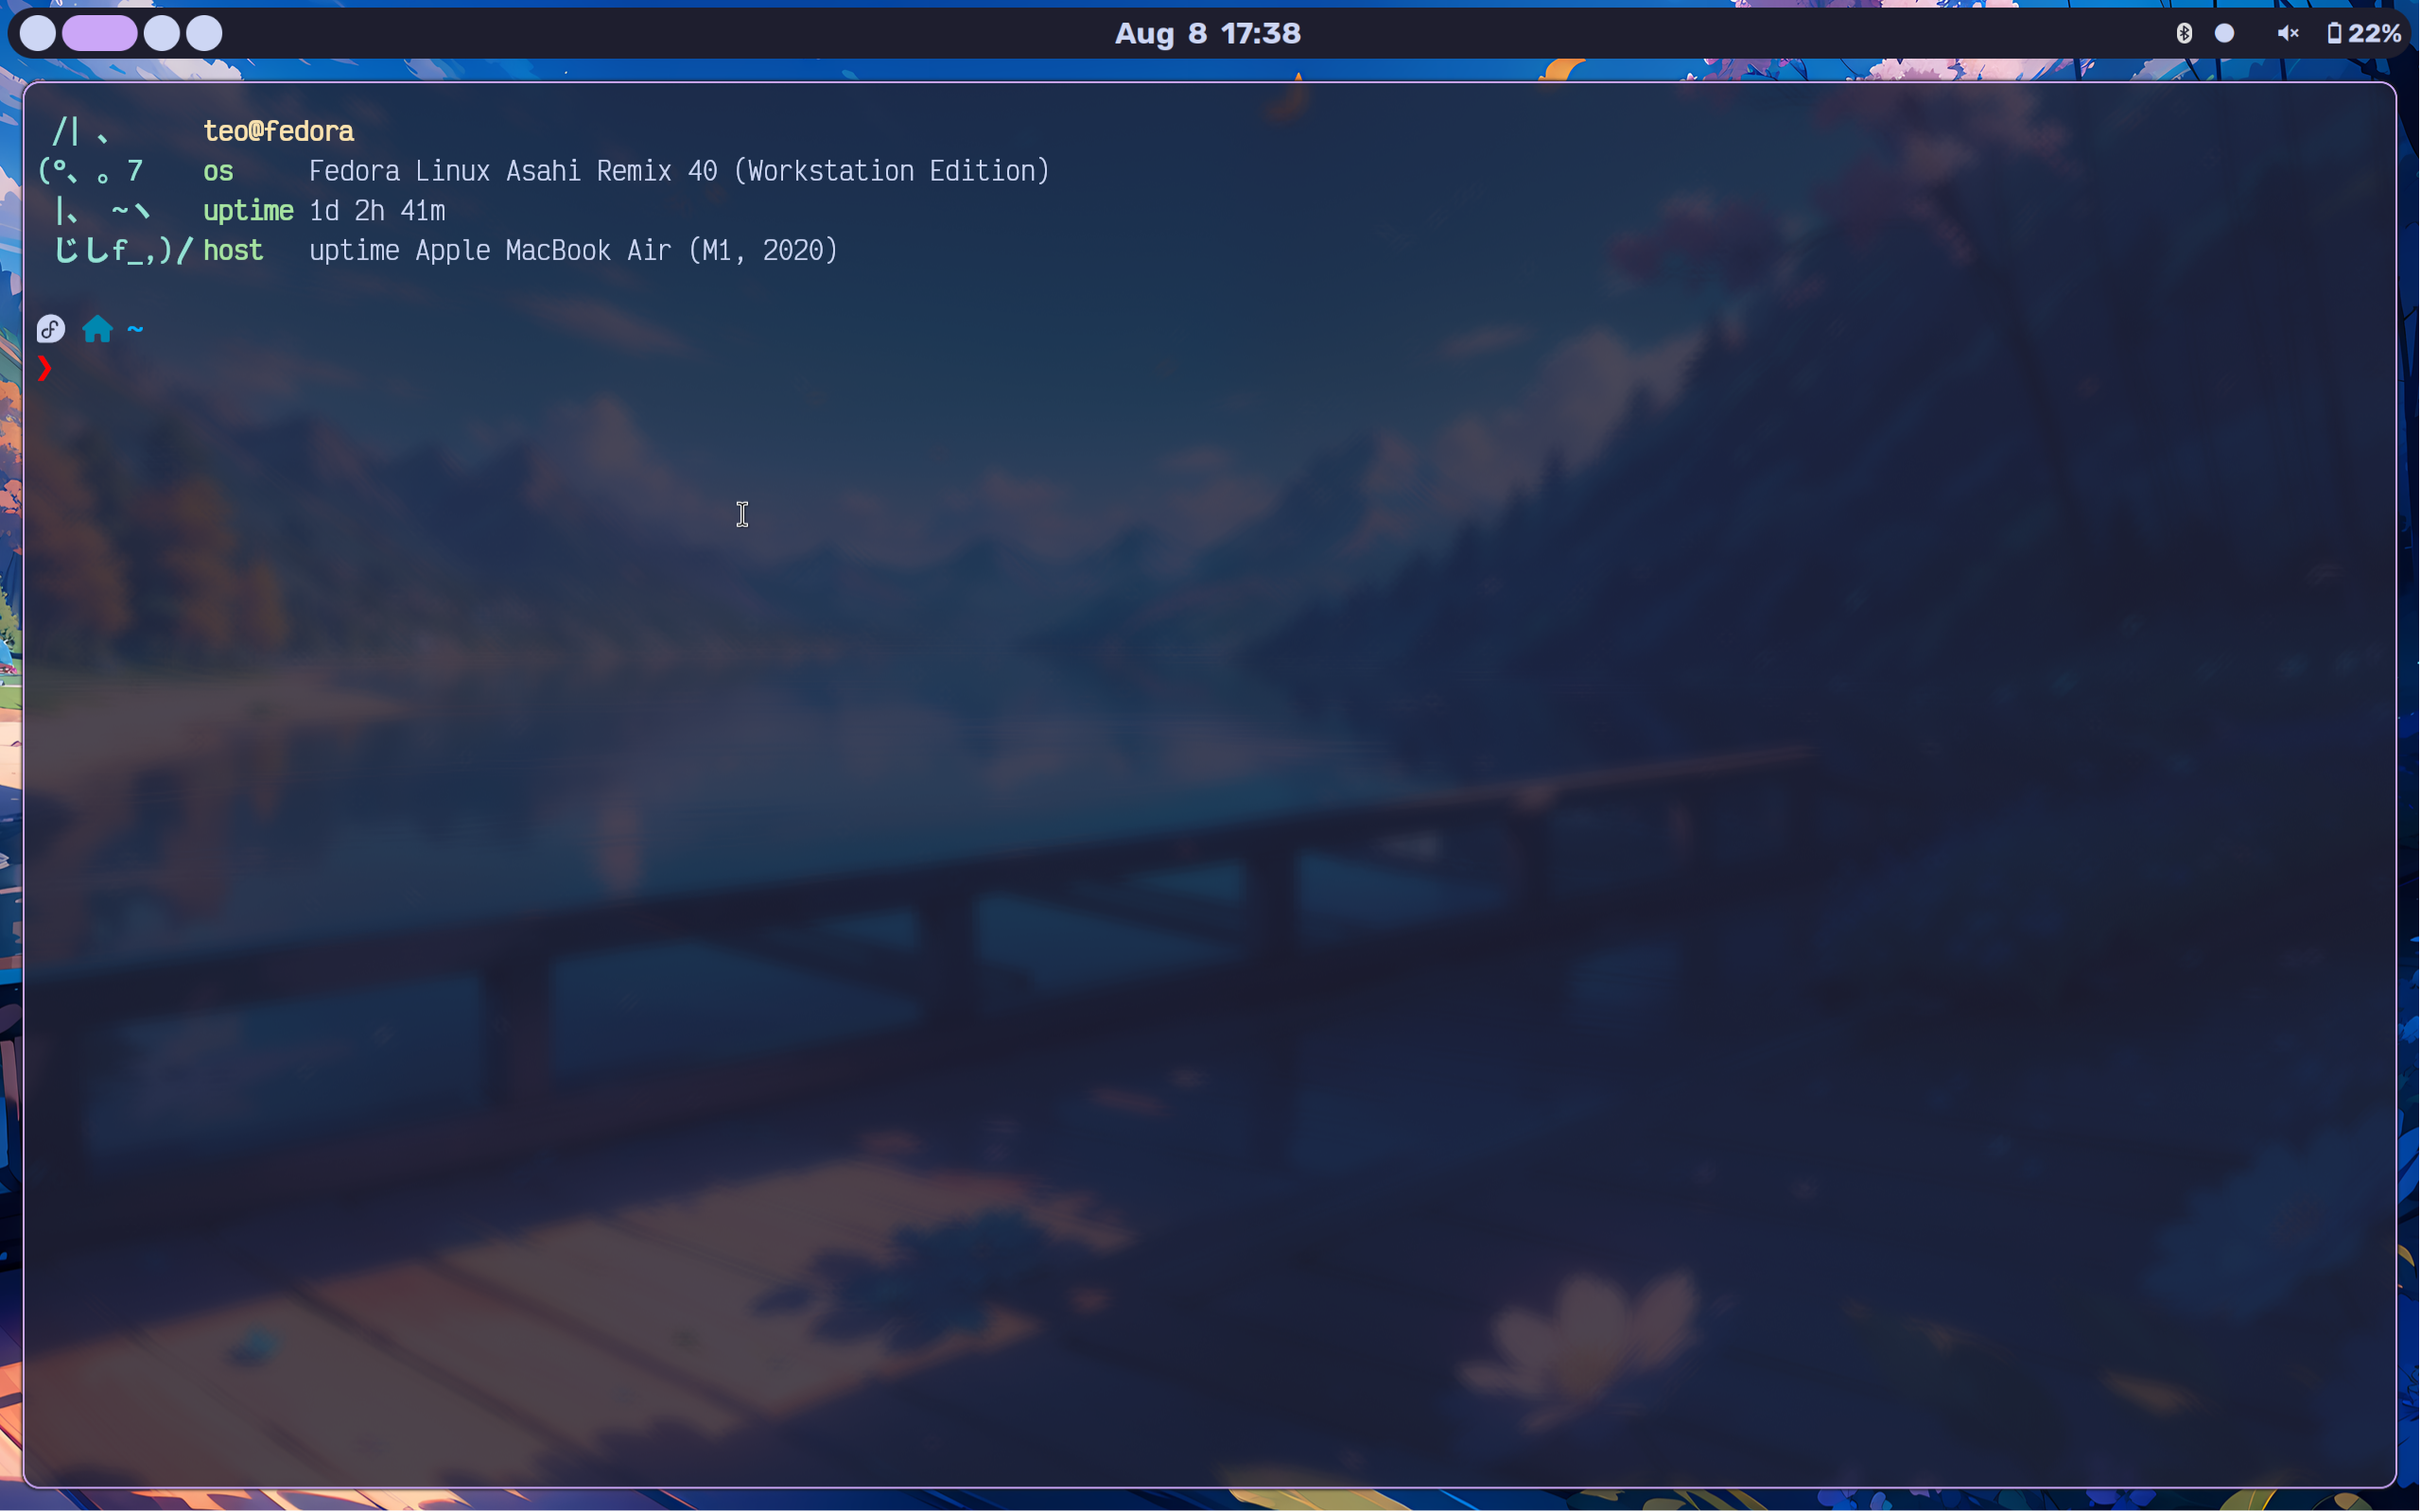 Aug 8 17:38
22%
/| 、 teo@fedora
(°、。7 os Fedora Linux Asahi Remix 40 (Workstation Edition)
|、 ~ヽ uptime 1d 2h 41m
じしf_,)/ host uptime Apple MacBook Air (M1, 2020)
~
❯